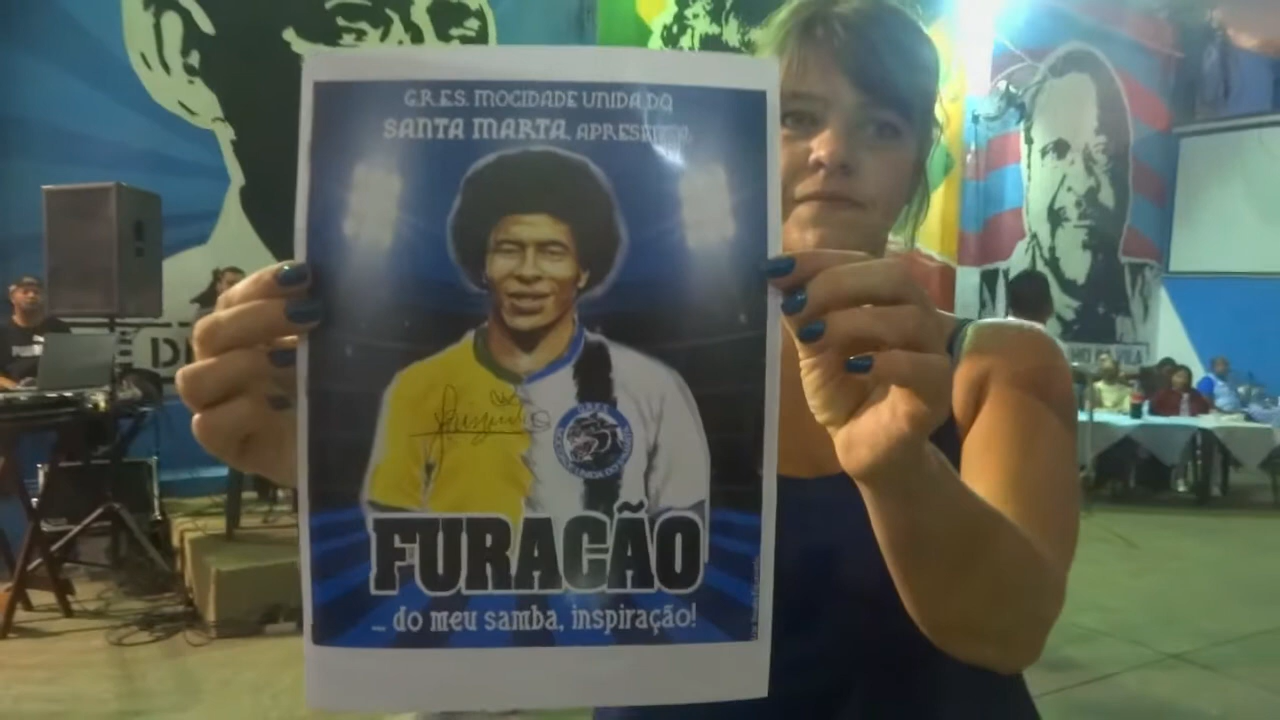 G.R.E.S. MOCIDADE UNIDA DO
SANTA MARTA, APRESENTA,
FURACÃO
... do meu samba, inspiração!
G.R.E.S.